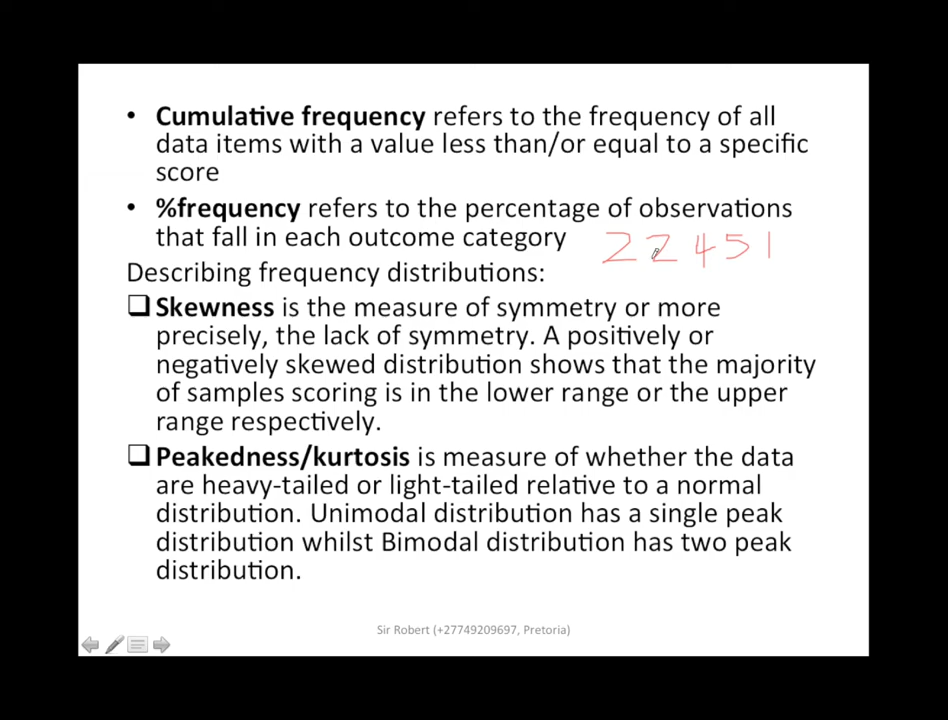 • Cumulative frequency refers to the frequency of all
data items with a value less than/or equal to a specific
score
• %frequency refers to the percentage of observations
that fall in each outcome category 22451
Describing frequency distributions:
❑ Skewness is the measure of symmetry or more
precisely, the lack of symmetry. A positively or
negatively skewed distribution shows that the majority
of samples scoring is in the lower range or the upper
range respectively.
❑ Peakedness/kurtosis is measure of whether the data
are heavy-tailed or light-tailed relative to a normal
distribution. Unimodal distribution has a single peak
distribution whilst Bimodal distribution has two peak
distribution.
Sir Robert (+27749209697, Pretoria)